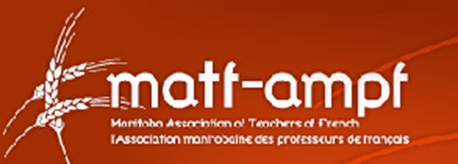 matf-ampf
Manitoba Association of Teachers of French
l'Association manitobaine des professeurs de français